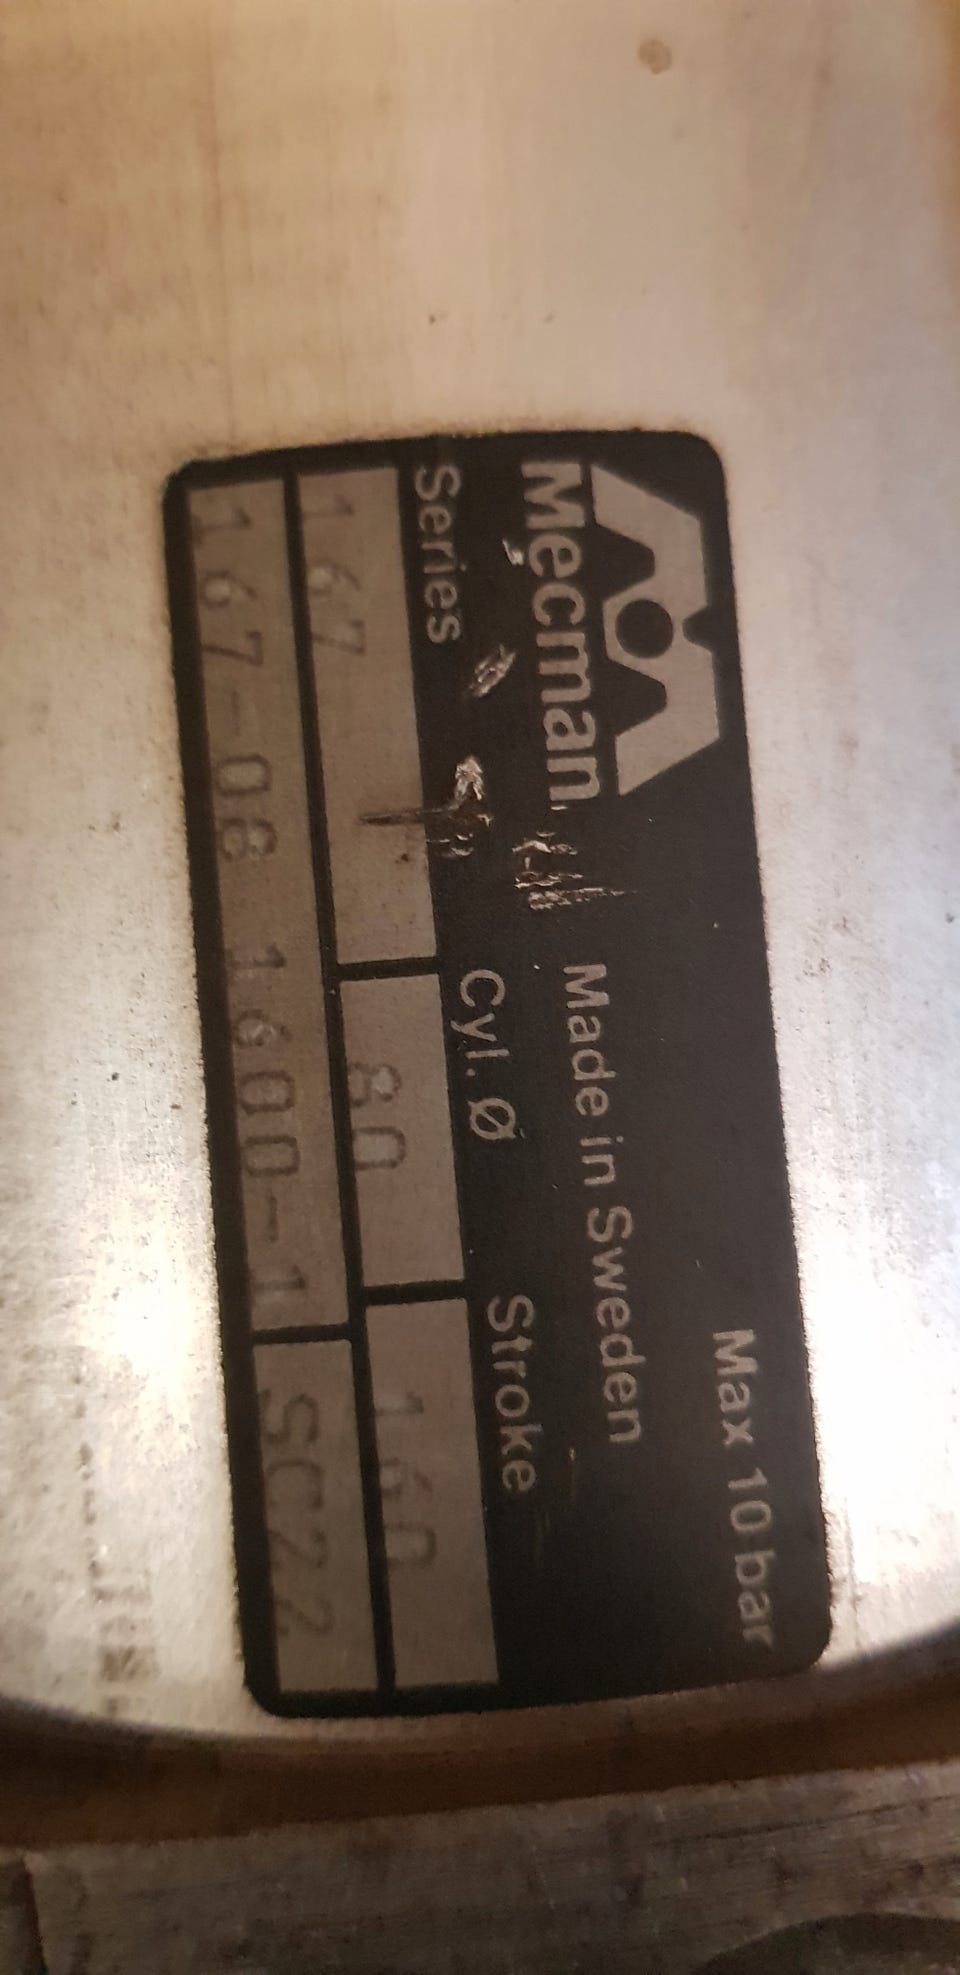 Max 10 bar
Mecman Made in Sweden
Series Cyl. Ø Stroke
167 80 160
167-08 1600-1 SC22